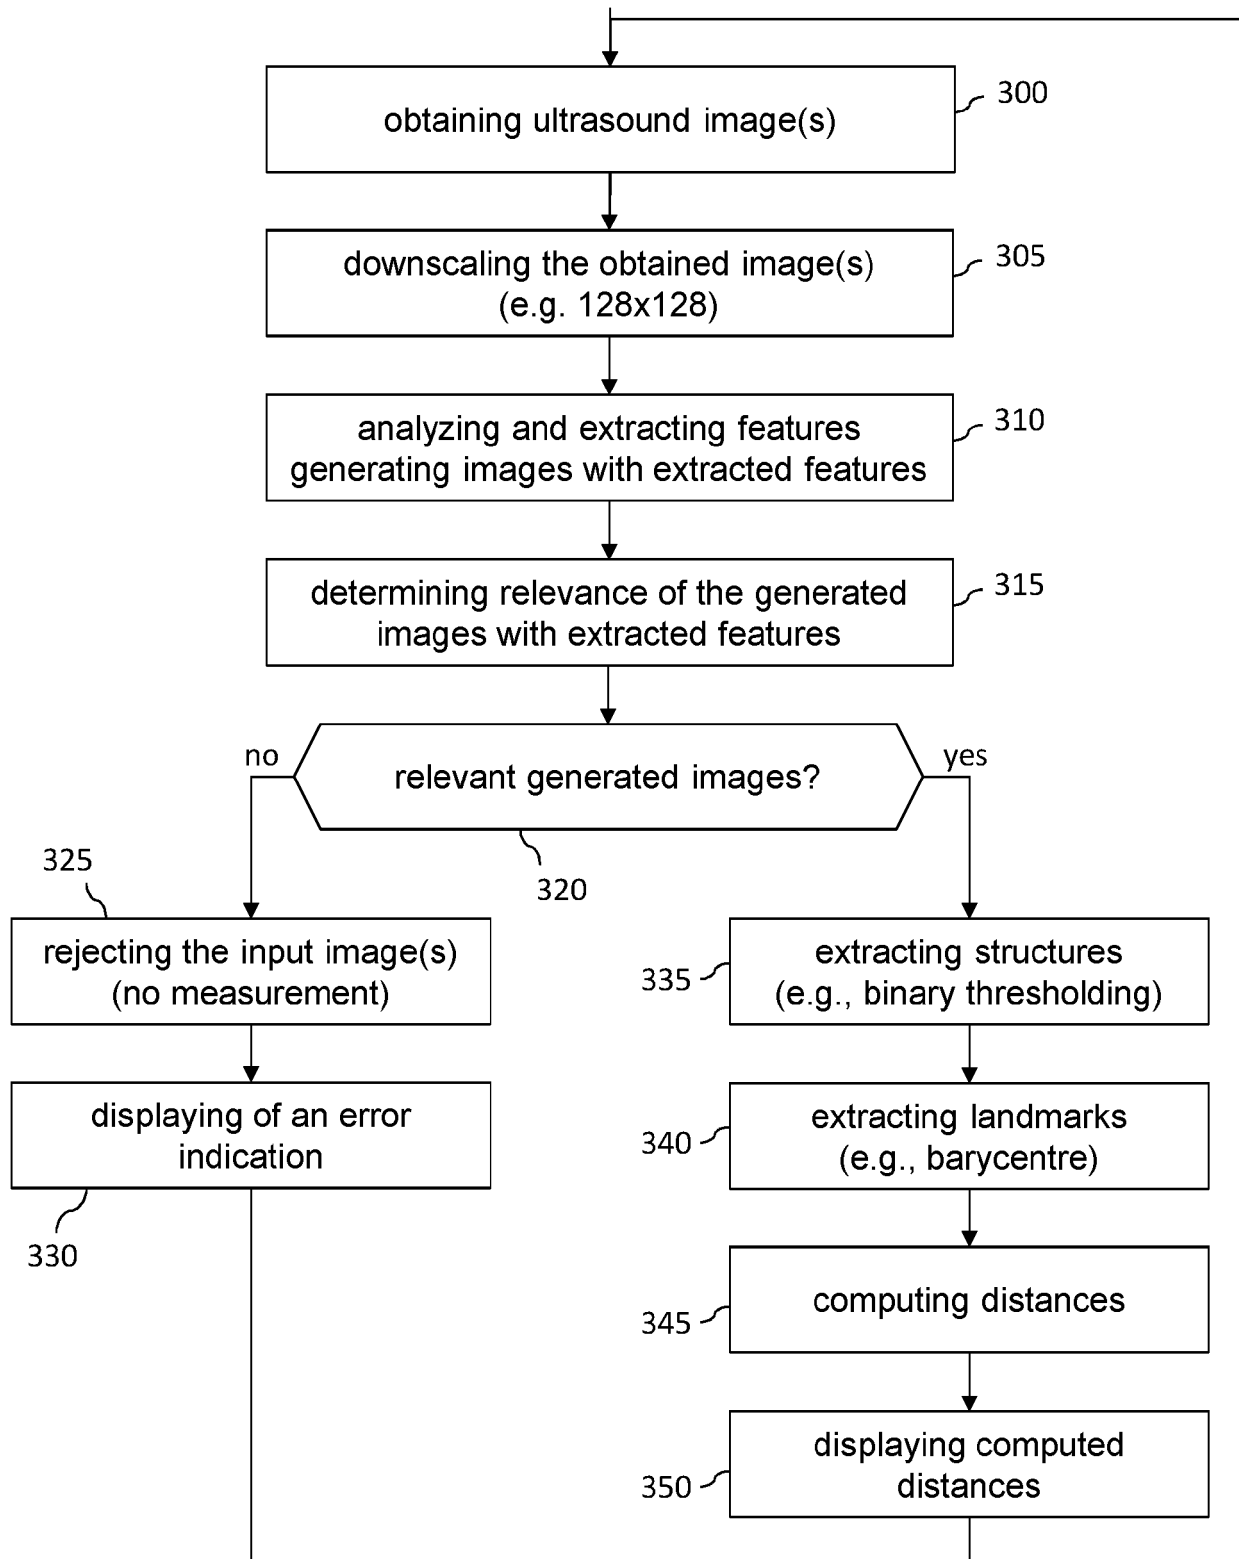 obtaining ultrasound image(s)
300
downscaling the obtained image(s)
(e.g. 128x128)
305
analyzing and extracting features
generating images with extracted features
310
determining relevance of the generated
images with extracted features
315
no
relevant generated images?
yes
320
325
rejecting the input image(s)
(no measurement)
displaying of an error
indication
330
extracting structures
(e.g., binary thresholding)
335
extracting landmarks
(e.g., barycentre)
340
computing distances
345
displaying computed
distances
350